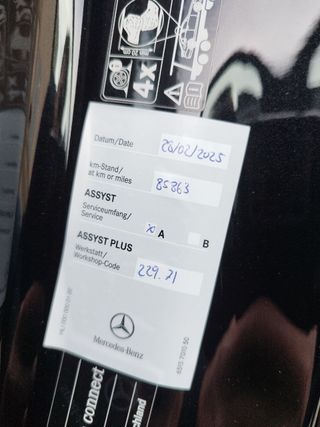 4x
Datum/Date 26/02/2025
km-Stand/
at km or miles 85863
ASSYST
Serviceumfang/
Service x A B
ASSYST PLUS
Werkstatt/
Workshop-Code 229.71
Mercedes-Benz
connect